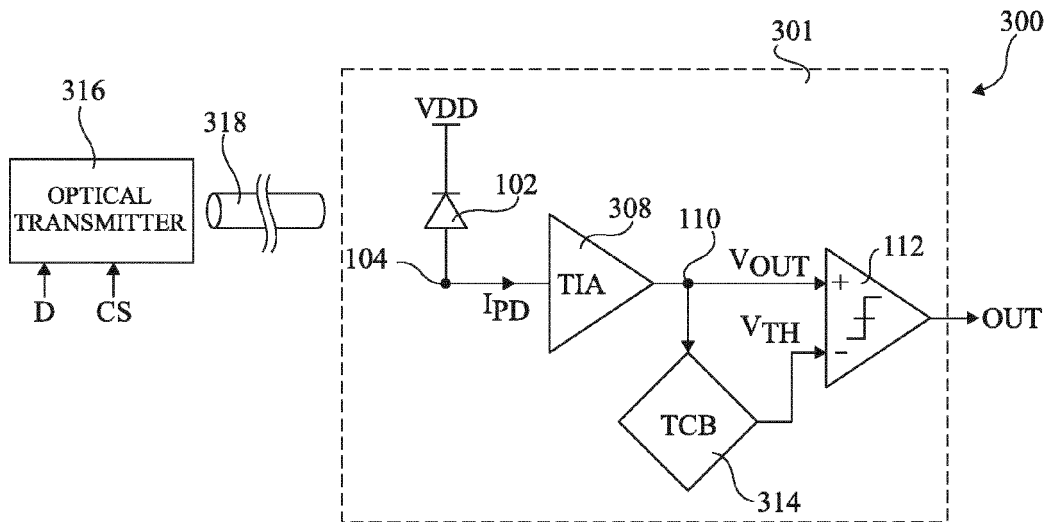 300
301
316
318
OPTICAL
TRANSMITTER
D
CS
VDD
102
104
IPD
308
TIA
110
VOUT
112
+
VTH
-
OUT
TCB
314